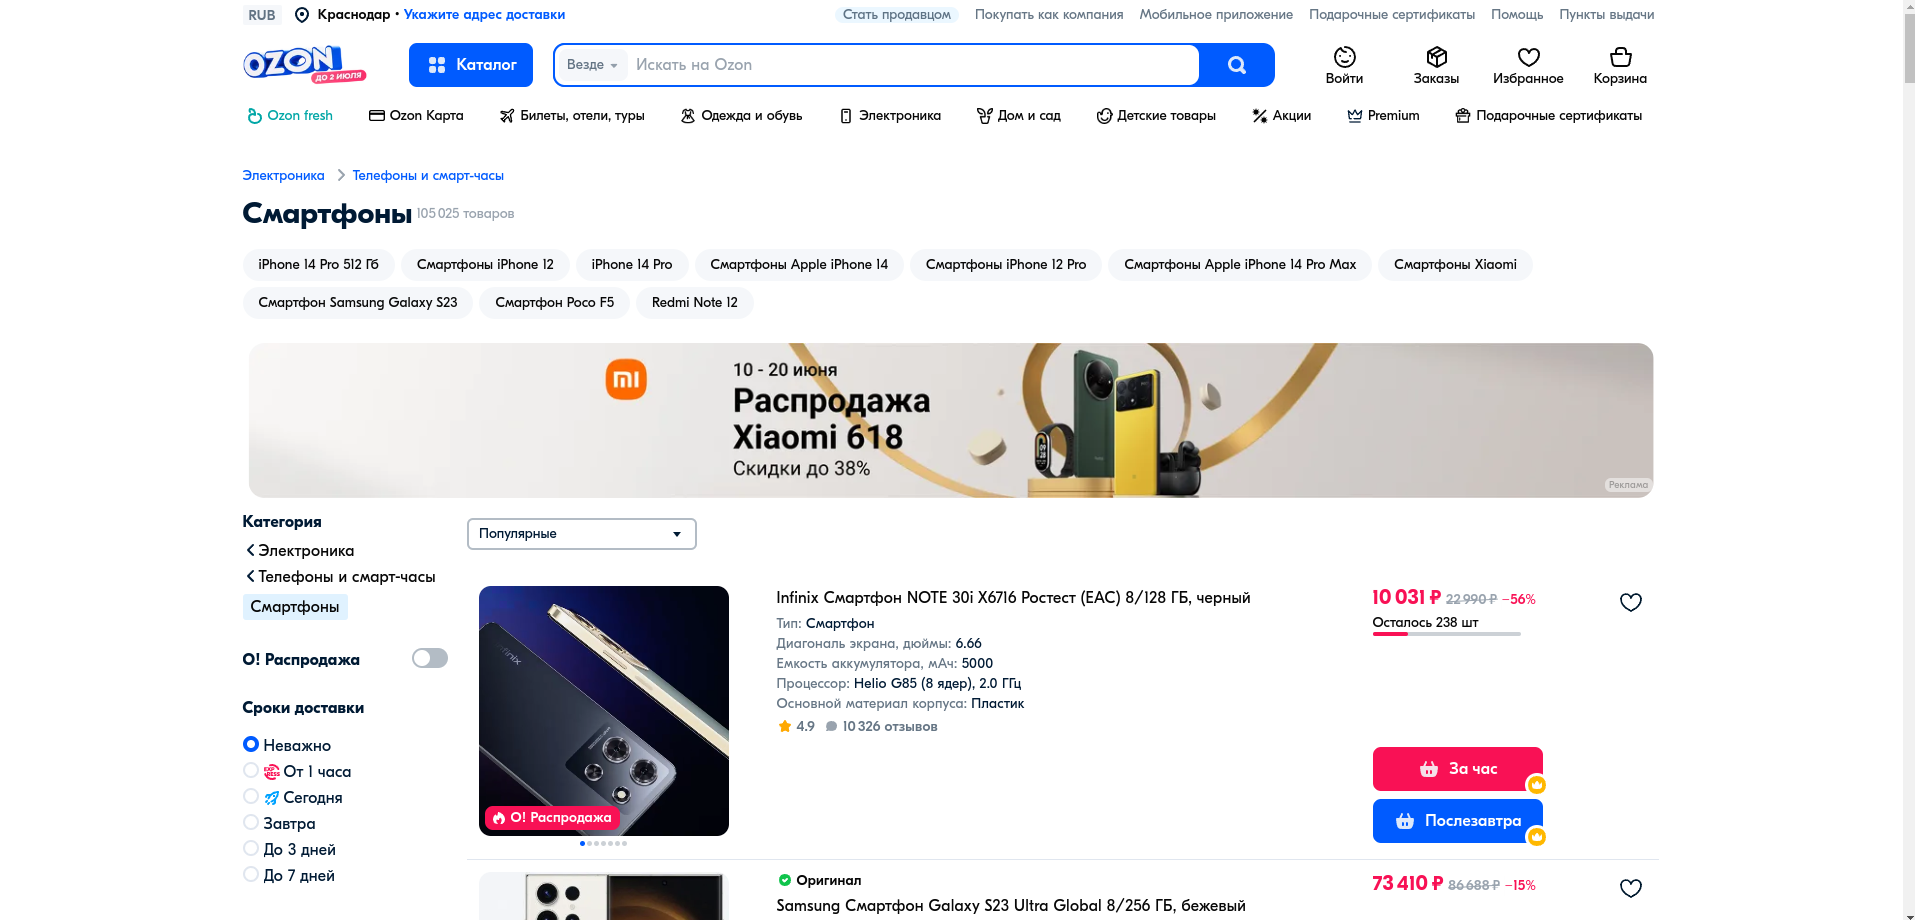 RUB Краснодар • Укажите адрес доставки Стать продавцом Покупать как компания Мобильное приложение Подарочные сертификаты Помощь Пункты выдачи
OZON ДО 2 ИЮЛЯ
Каталог Везде Искать на Ozon
Войти Заказы Избранное Корзина
Ozon fresh Ozon Карта Билеты, отели, туры Одежда и обувь Электроника Дом и сад Детские товары Акции Premium Подарочные сертификаты
Электроника Телефоны и смарт-часы
Смартфоны 105 025 товаров
iPhone 14 Pro 512 Гб Смартфоны iPhone 12 iPhone 14 Pro Смартфоны Apple iPhone 14 Смартфоны iPhone 12 Pro Смартфоны Apple iPhone 14 Pro Max Смартфоны Xiaomi
Смартфон Samsung Galaxy S23 Смартфон Poco F5 Redmi Note 12
mi
10 - 20 июня
Распродажа
Xiaomi 618
Скидки до 38%
Реклама
Категория
Электроника
Телефоны и смарт-часы
Смартфоны
О! Распродажа
Сроки доставки
Неважно
EXPRESS От 1 часа
Сегодня
Завтра
До 3 дней
До 7 дней
Популярные
Infinix
О! Распродажа
Infinix Смартфон NOTE 30i X6716 Ростест (EAC) 8/128 ГБ, черный
Тип: Смартфон
Диагональ экрана, дюймы: 6.66
Емкость аккумулятора, мАч: 5000
Процессор: Helio G85 (8 ядер), 2.0 ГГц
Основной материал корпуса: Пластик
4.9 10 326 отзывов
10 031 ₽ 22 990 ₽ −56%
Осталось 238 шт
За час
Послезавтра
Оригинал
Samsung Смартфон Galaxy S23 Ultra Global 8/256 ГБ, бежевый
73 410 ₽ 86 688 ₽ −15%